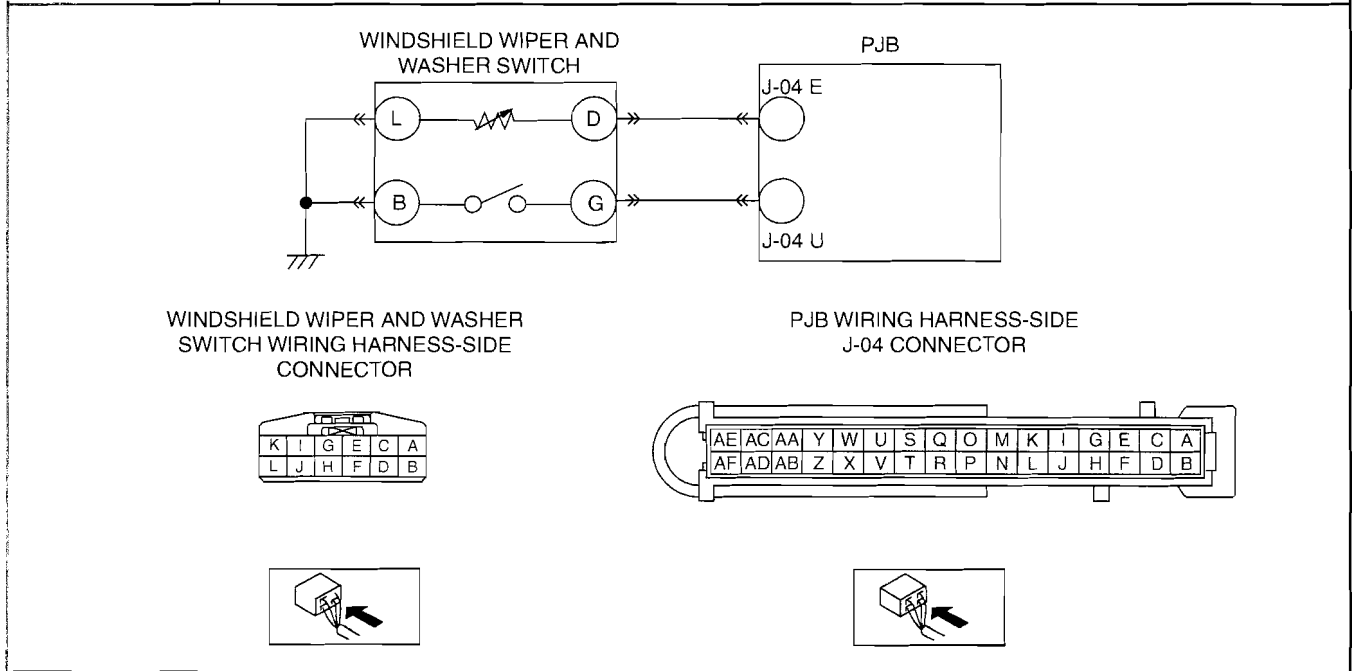 WINDSHIELD WIPER AND
WASHER SWITCH
PJB
J-04 E
L
D
B
G
J-04 U
WINDSHIELD WIPER AND WASHER
SWITCH WIRING HARNESS-SIDE
CONNECTOR
PJB WIRING HARNESS-SIDE
J-04 CONNECTOR
K I G E C A
L J H F D B
AE AC AA Y W U S Q O M K I G E C A
AF AD AB Z X V T R P N L J H F D B